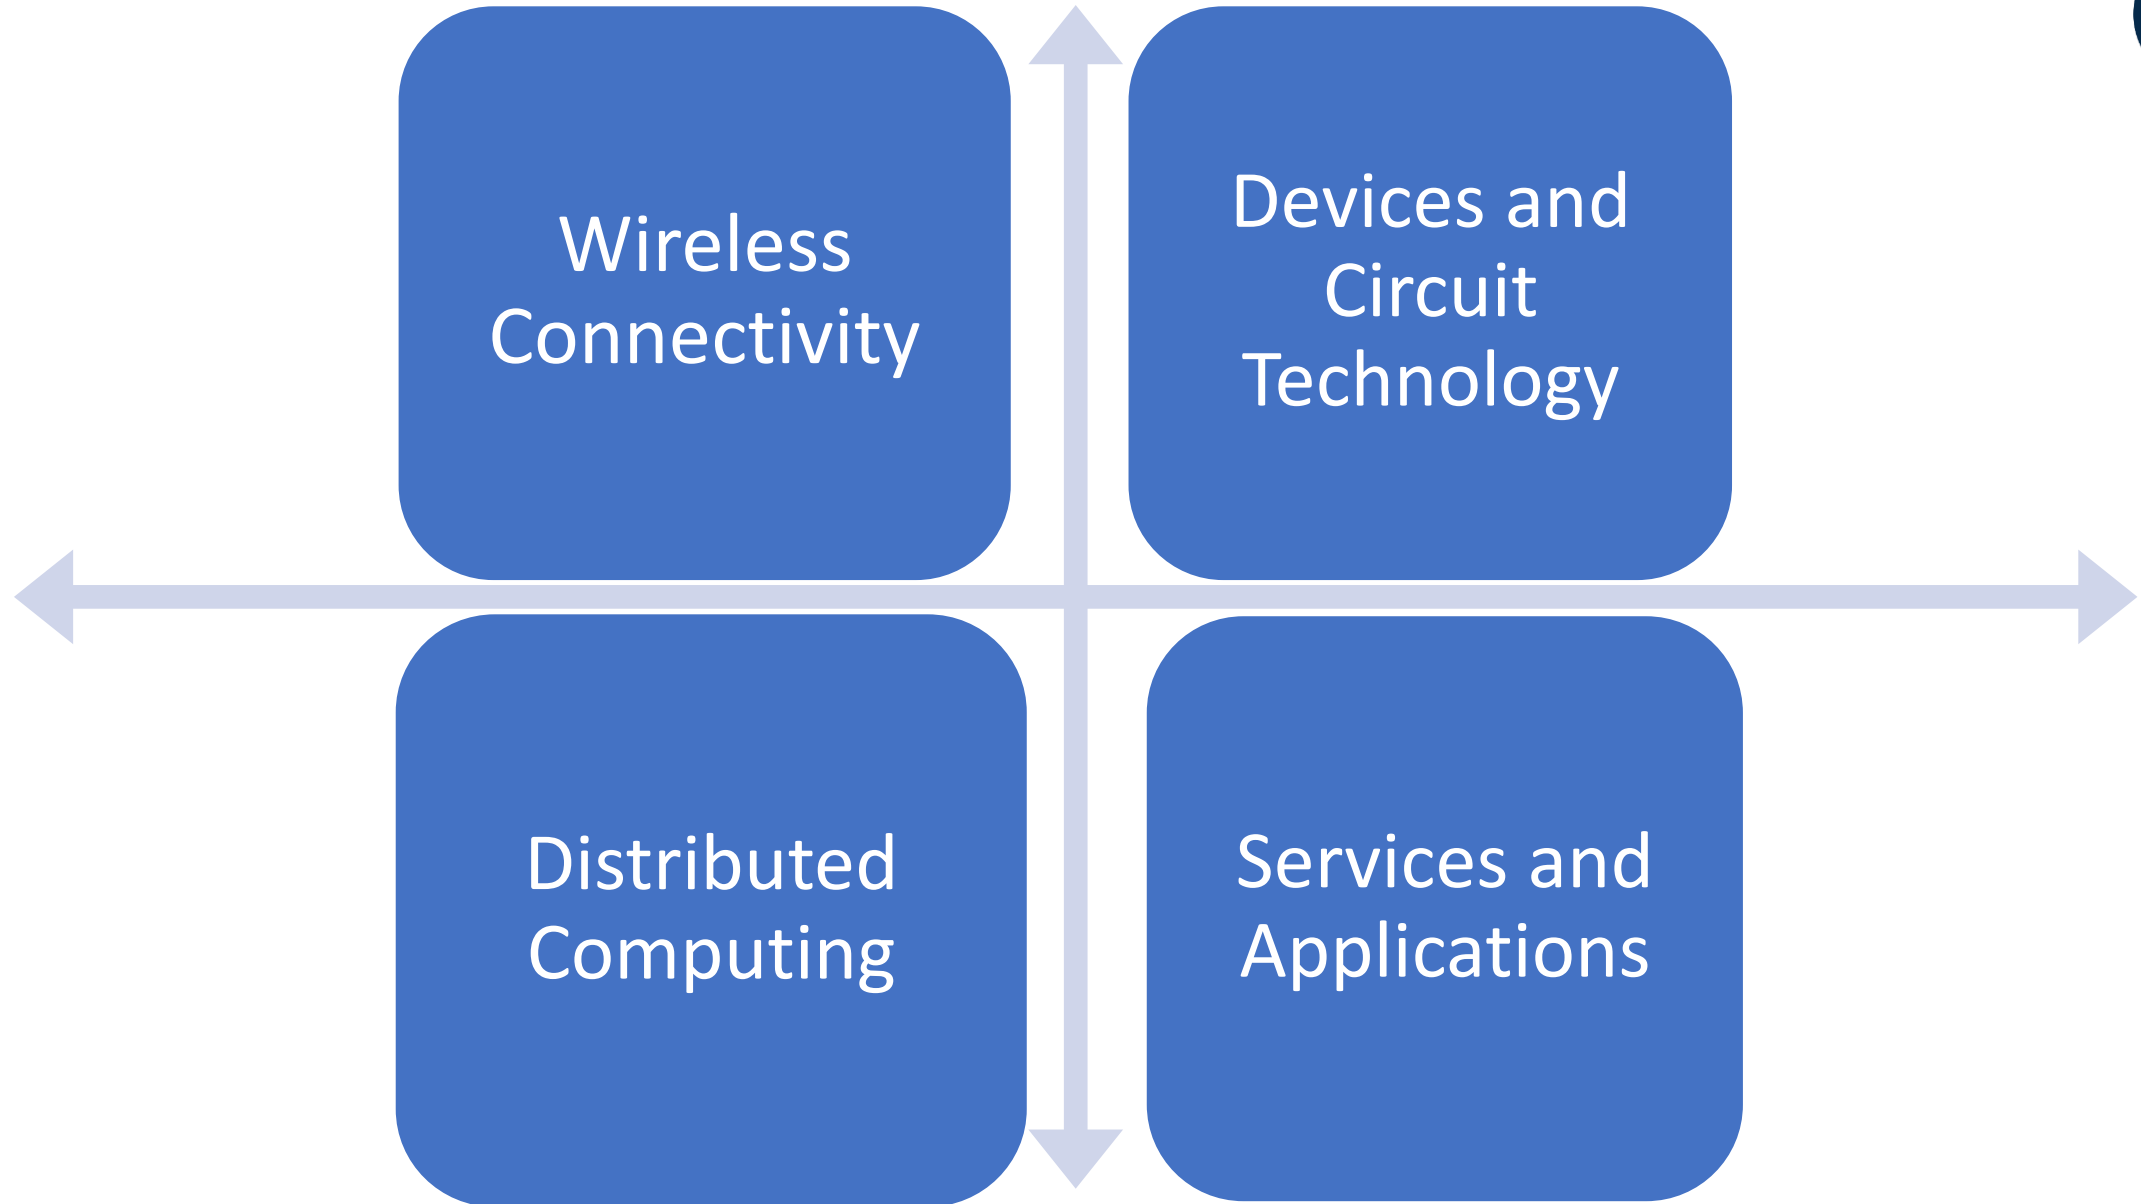 Wireless
Connectivity
Devices and
Circuit
Technology
Distributed
Computing
Services and
Applications